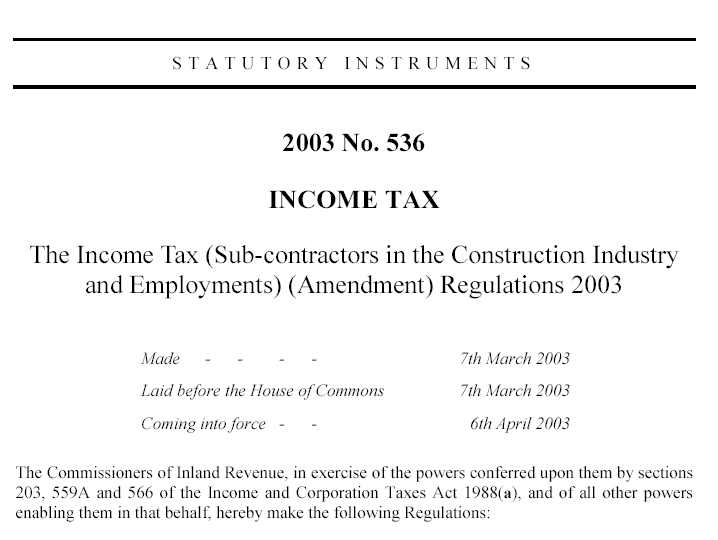 STATUTORY INSTRUMENTS
2003 No. 536
INCOME TAX
The Income Tax (Sub-contractors in the Construction Industry
and Employments) (Amendment) Regulations 2003
Made - - - - 7th March 2003
Laid before the House of Commons 7th March 2003
Coming into force - - 6th April 2003
The Commissioners of Inland Revenue, in exercise of the powers conferred upon them by sections
203, 559A and 566 of the Income and Corporation Taxes Act 1988(a), and of all other powers
enabling them in that behalf, hereby make the following Regulations: